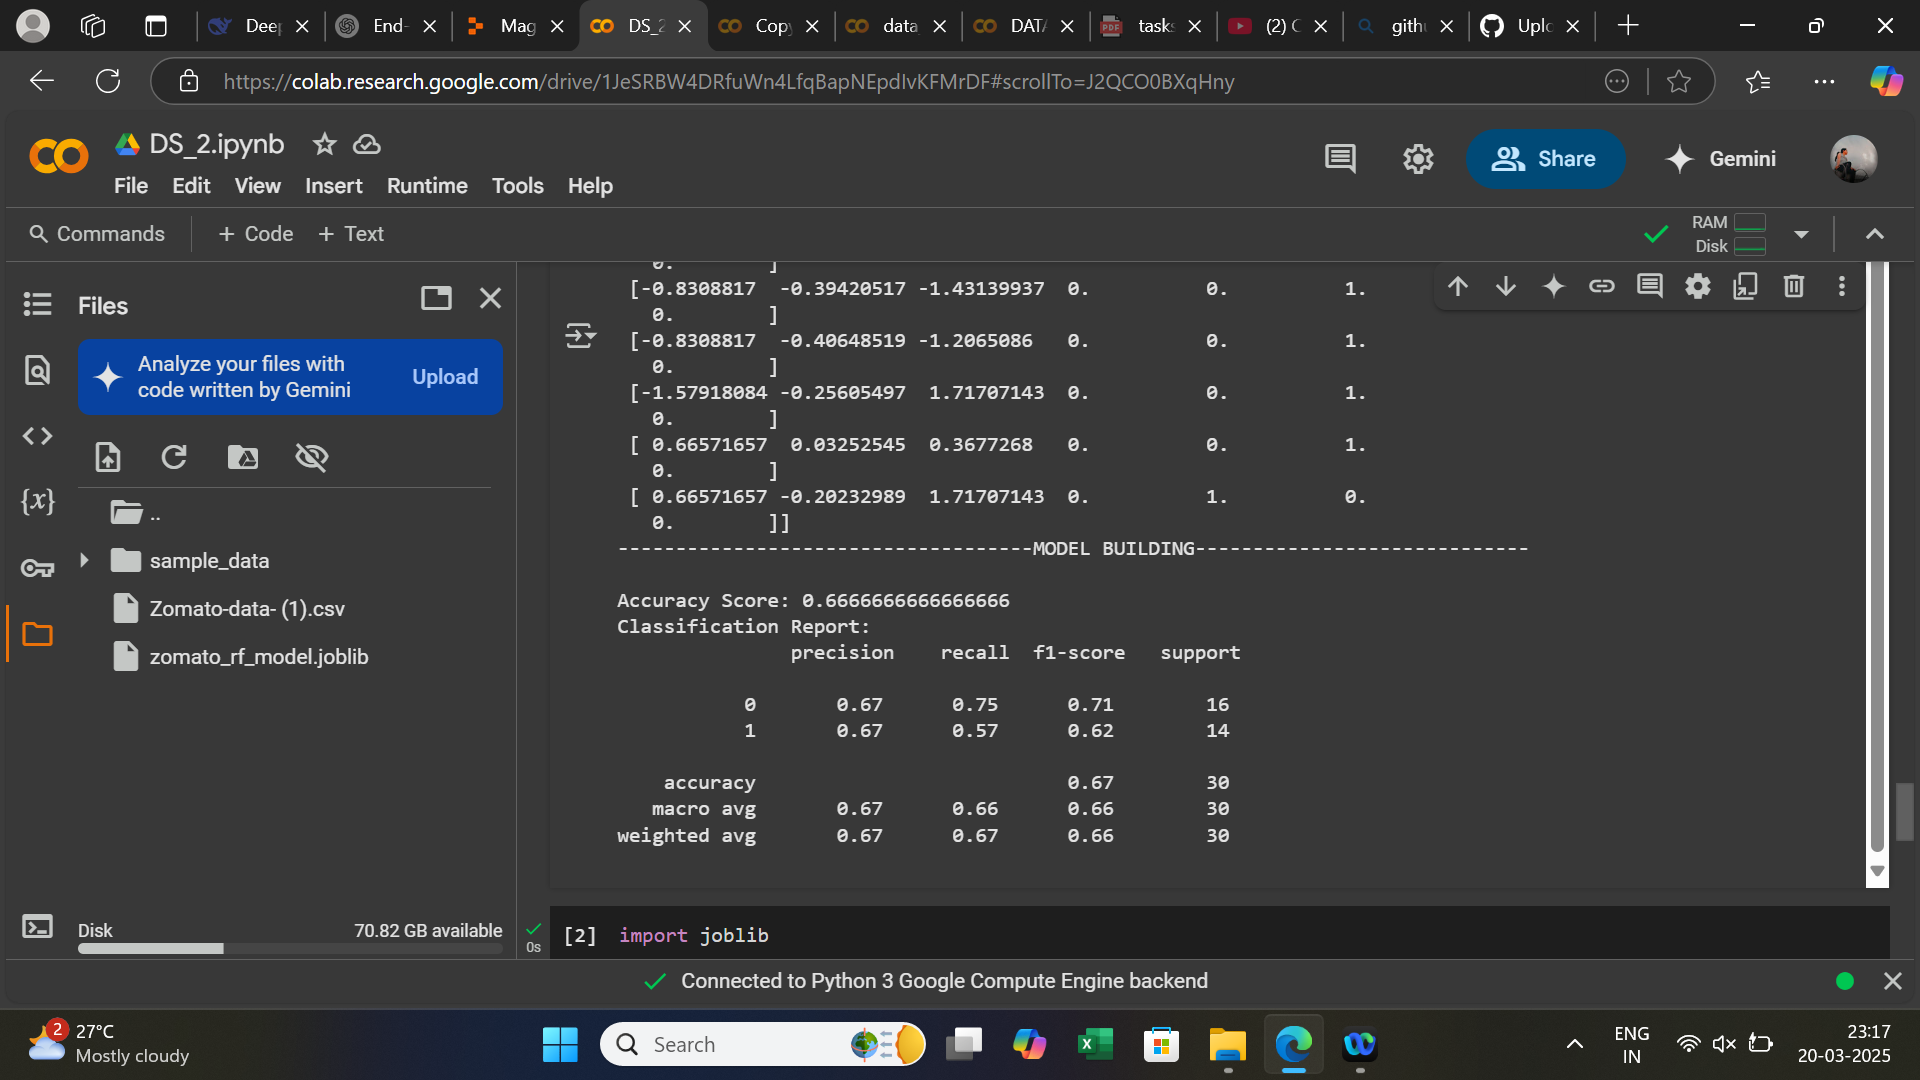 Deep
End-
Mag
DS_2
Copy
data
DATA
tasks
(2) C
gith
Uplo
https://colab.research.google.com/drive/1JeSRBW4DRfuWn4LfqBapNEpdIvKFMrDF#scrollTo=J2QCO0BXqHny
DS_2.ipynb
File Edit View Insert Runtime Tools Help
Share
Gemini
Commands + Code + Text
RAM
Disk
Files
Analyze your files with
code written by Gemini
Upload
..
sample_data
Zomato-data- (1).csv
zomato_rf_model.joblib
Disk 70.82 GB available
0. ]
[-0.8308817 -0.39420517 -1.43139937 0. 0. 1.
0. ]
[-0.8308817 -0.40648519 -1.2065086 0. 0. 1.
0. ]
[-1.57918084 -0.25605497 1.71707143 0. 0. 1.
0. ]
[ 0.66571657 0.03252545 0.3677268 0. 0. 1.
0. ]
[ 0.66571657 -0.20232989 1.71707143 0. 1. 0.
0. ]]
------------------------------------MODEL BUILDING-----------------------------
Accuracy Score: 0.6666666666666666
Classification Report:
precision recall f1-score support
0 0.67 0.75 0.71 16
1 0.67 0.57 0.62 14
accuracy 0.67 30
macro avg 0.67 0.66 0.66 30
weighted avg 0.67 0.67 0.66 30
0s
[2] import joblib
Connected to Python 3 Google Compute Engine backend
2
27°C
Mostly cloudy
Search
ENG
IN
23:17
20-03-2025